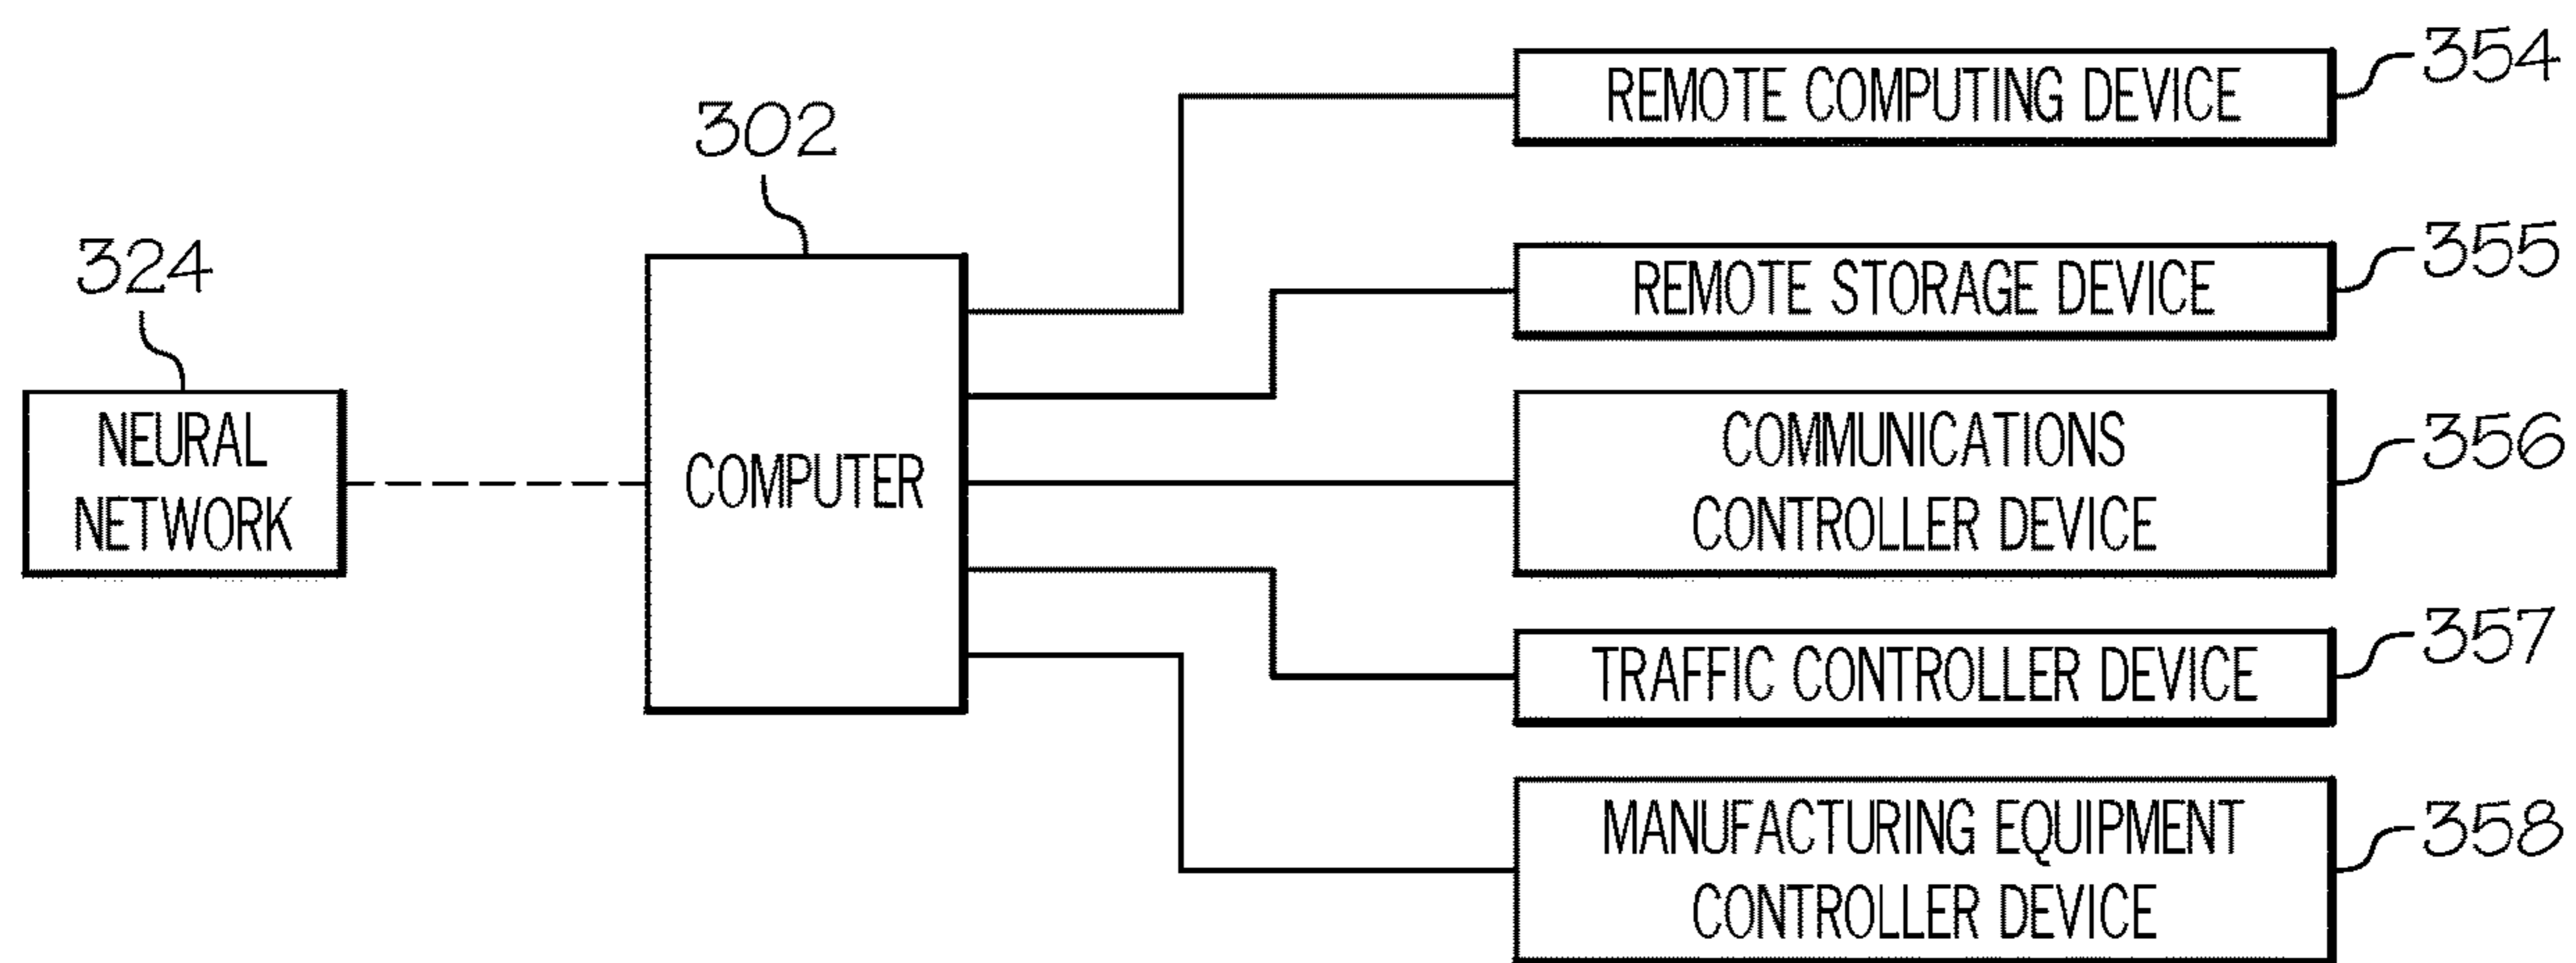 354
REMOTE COMPUTING DEVICE
302
355
324
REMOTE STORAGE DEVICE
NEURAL
NETWORK
COMPUTER
COMMUNICATIONS
CONTROLLER DEVICE
356
357
TRAFFIC CONTROLLER DEVICE
MANUFACTURING EQUIPMENT
CONTROLLER DEVICE
358